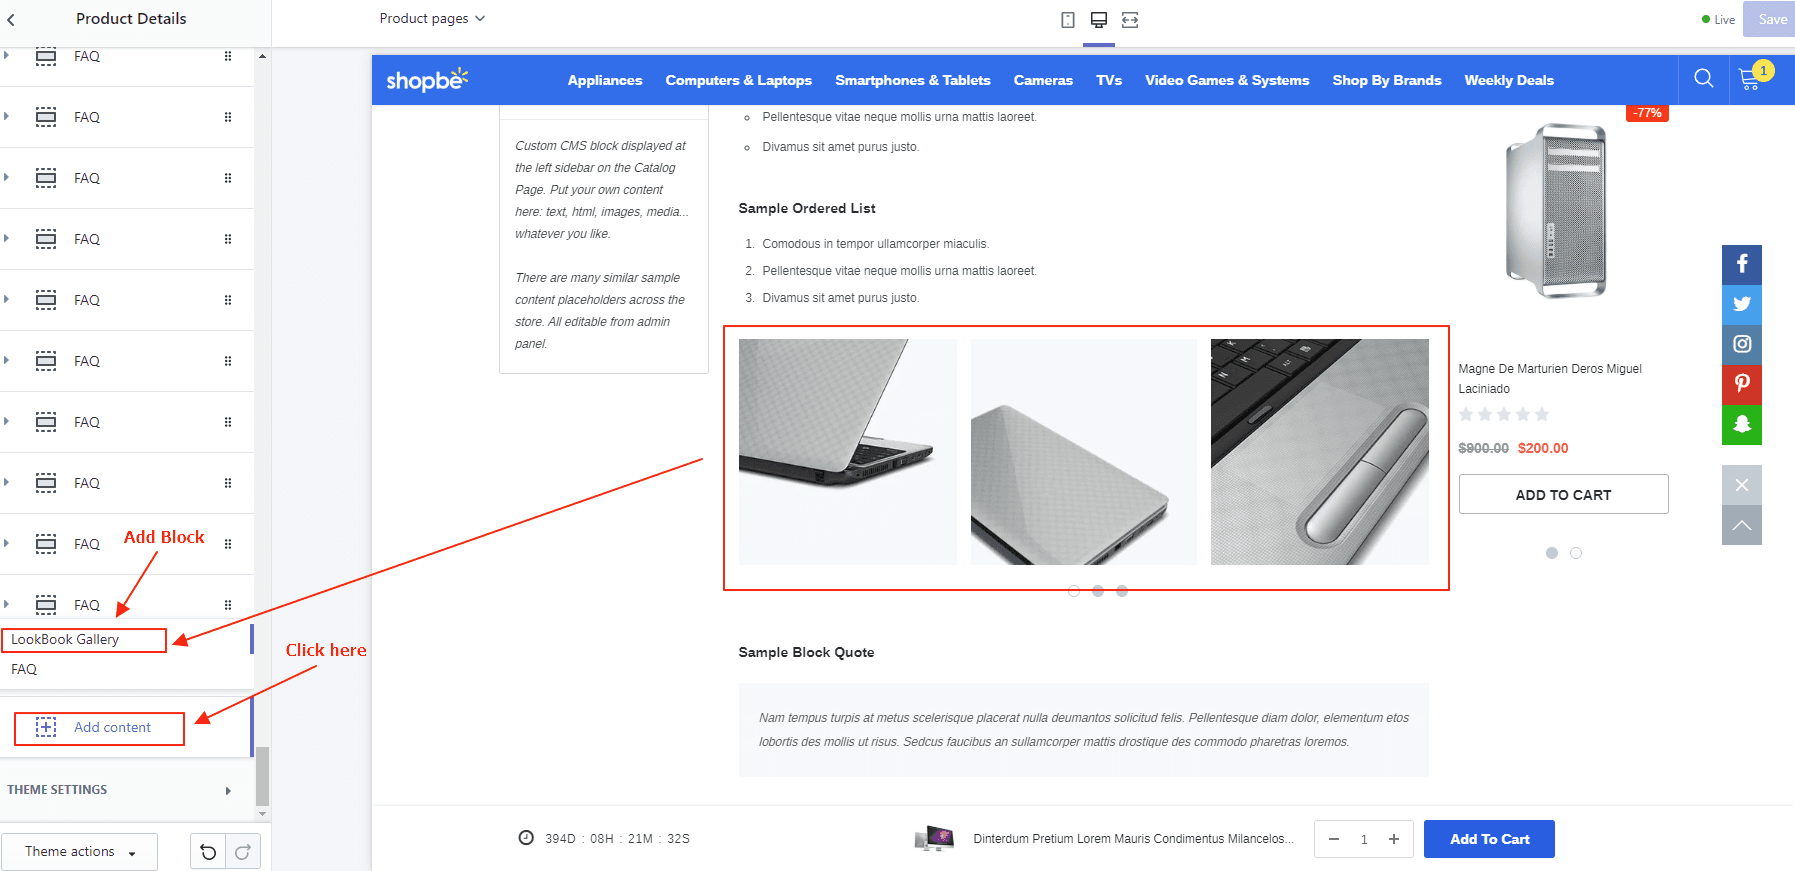 Product Details
Product pages
Live
Save
FAQ
FAQ
FAQ
FAQ
FAQ
FAQ
FAQ
FAQ
FAQ
FAQ
Add Block
LookBook Gallery
FAQ
Click here
Add content
THEME SETTINGS
Theme actions
shopbe
Appliances
Computers & Laptops
Smartphones & Tablets
Cameras
TVs
Video Games & Systems
Shop By Brands
Weekly Deals
1
Custom CMS block displayed at
the left sidebar on the Catalog
Page. Put your own content
here: text, html, images, media...
whatever you like.
There are many similar sample
content placeholders across the
store. All editable from admin
panel.
Pellentesque vitae neque mollis urna mattis laoreet.
Divamus sit amet purus justo.
Sample Ordered List
1. Comodous in tempor ullamcorper miaculis.
2. Pellentesque vitae neque mollis urna mattis laoreet.
3. Divamus sit amet purus justo.
Sample Block Quote
Nam tempus turpis at metus scelerisque placerat nulla deumantos solicitud felis. Pellentesque diam dolor, elementum etos
lobortis des mollis ut risus. Sedcus faucibus an sullamcorper mattis drostique des commodo pharetras loremos.
-77%
Magne De Marturien Deros Miguel
Laciniado
$900.00 $200.00
ADD TO CART
394D : 08H : 21M : 32S
Dinterdum Pretium Lorem Mauris Condimentus Milancelos...
1
Add To Cart